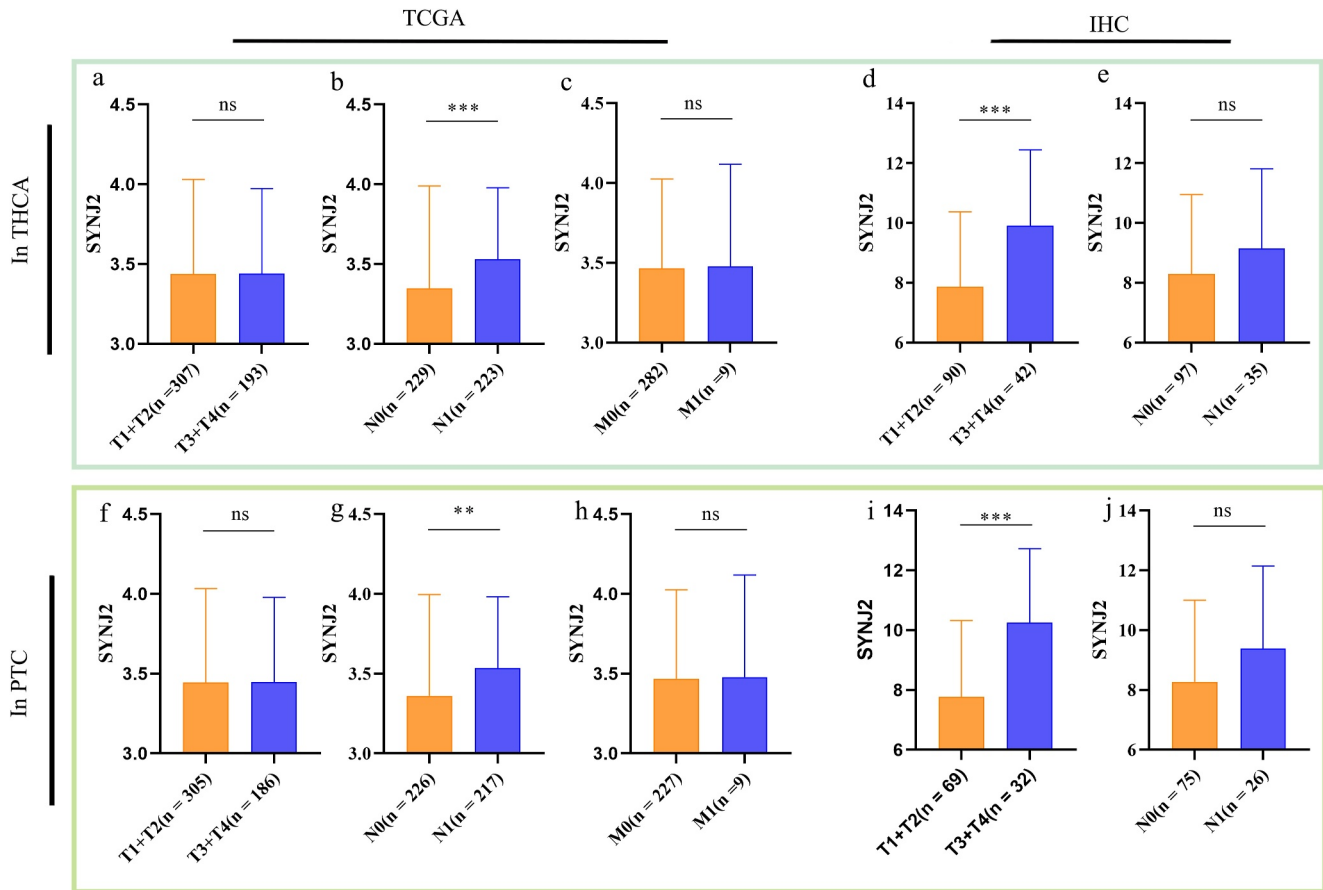 TCGA
IHC
In THCA
a
ns
SYNJ2
4.5
4.0
3.5
3.0
T1+T2(n =307)
T3+T4(n = 193)
b
***
SYNJ2
4.5
4.0
3.5
3.0
N0(n = 229)
N1(n = 223)
c
ns
SYNJ2
4.5
4.0
3.5
3.0
M0(n = 282)
M1(n =9)
d
***
SYNJ2
14
12
10
8
6
T1+T2(n = 90)
T3+T4(n = 42)
e
ns
SYNJ2
14
12
10
8
6
N0(n = 97)
N1(n = 35)
In PTC
f
ns
SYNJ2
4.5
4.0
3.5
3.0
T1+T2(n = 305)
T3+T4(n = 186)
g
**
SYNJ2
4.5
4.0
3.5
3.0
N0(n = 226)
N1(n = 217)
h
ns
SYNJ2
4.5
4.0
3.5
3.0
M0(n = 227)
M1(n =9)
i
***
SYNJ2
14
12
10
8
6
T1+T2(n = 69)
T3+T4(n = 32)
j
ns
SYNJ2
14
12
10
8
6
N0(n = 75)
N1(n = 26)